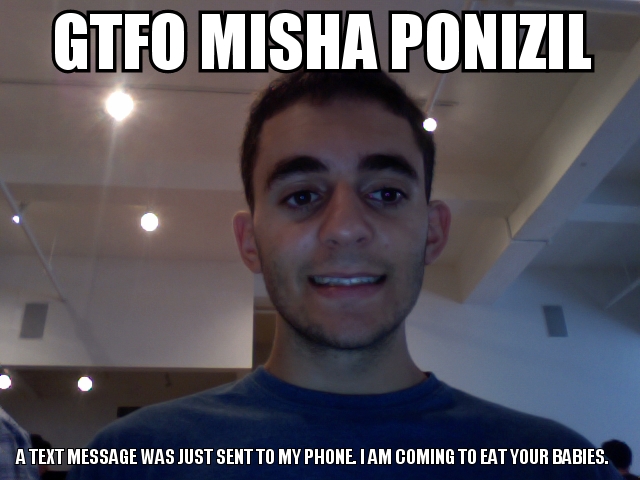 GTFO MISHA PONIZIL
A TEXT MESSAGE WAS JUST SENT TO MY PHONE. I AM COMING TO EAT YOUR BABIES.